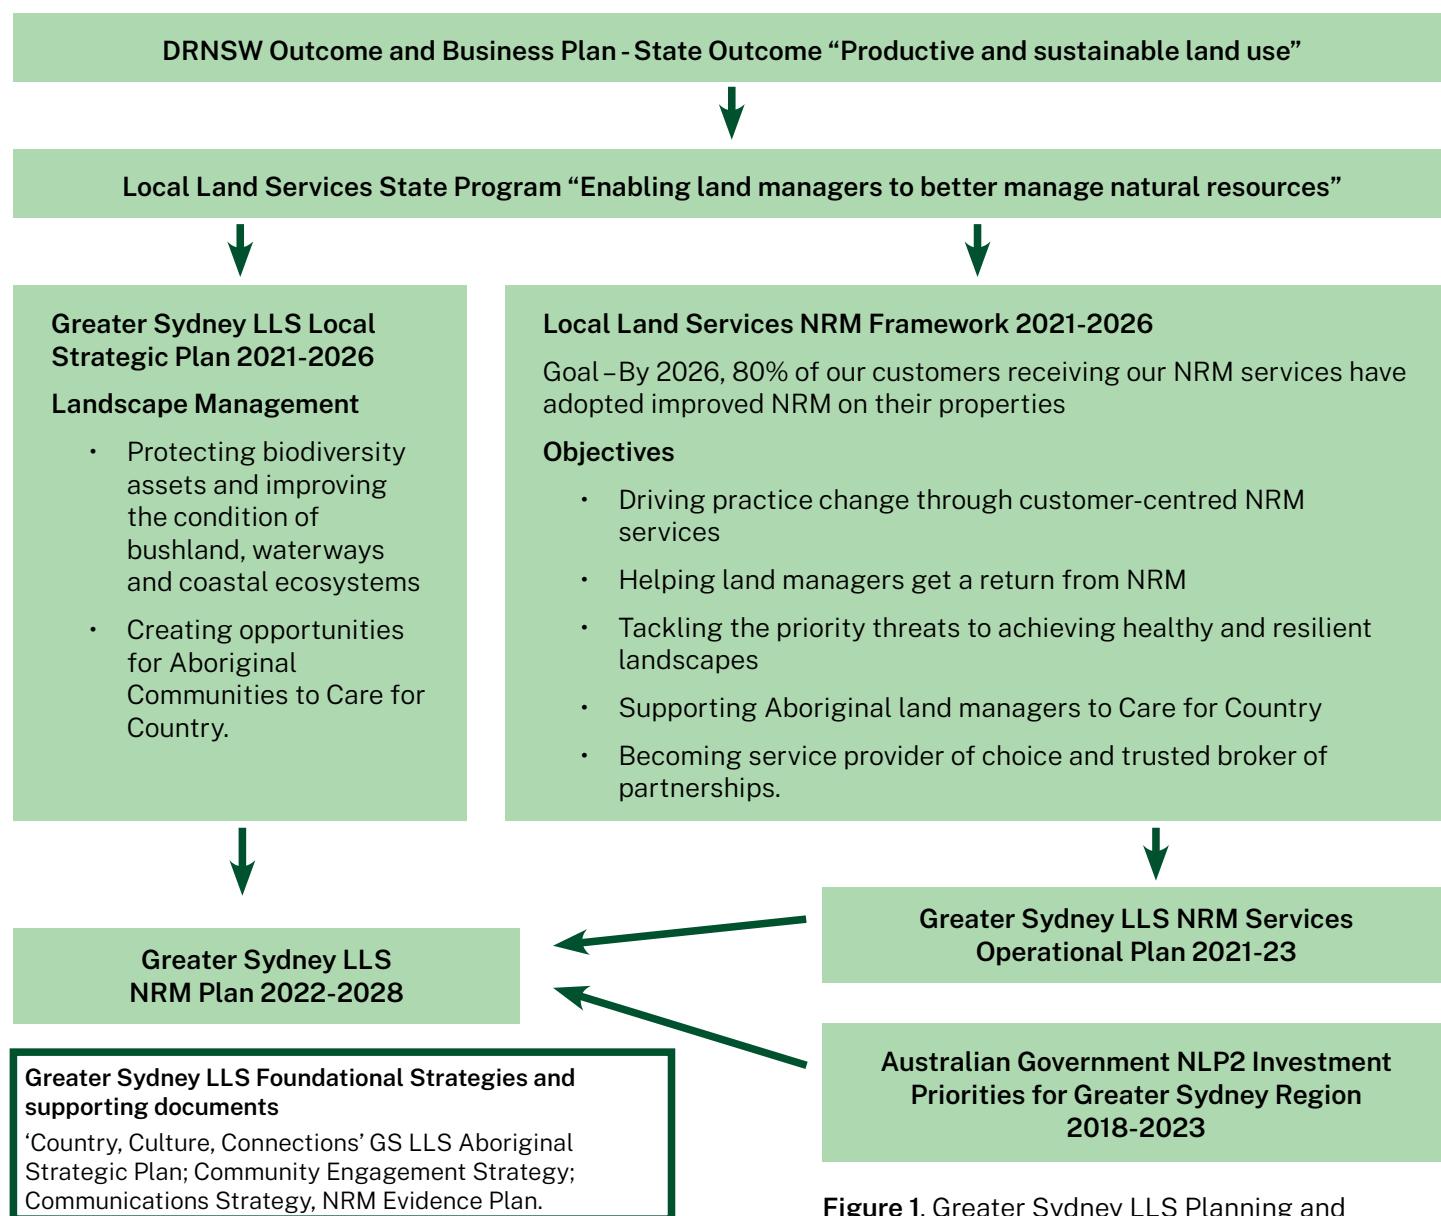 DRNSW Outcome and Business Plan - State Outcome “Productive and sustainable land use”
Local Land Services State Program “Enabling land managers to better manage natural resources”
Greater Sydney LLS Local
Strategic Plan 2021-2026
Landscape Management
• Protecting biodiversity
assets and improving
the condition of
bushland, waterways
and coastal ecosystems
• Creating opportunities
for Aboriginal
Communities to Care for
Country.
Local Land Services NRM Framework 2021-2026
Goal – By 2026, 80% of our customers receiving our NRM services have
adopted improved NRM on their properties
Objectives
• Driving practice change through customer-centred NRM
services
• Helping land managers get a return from NRM
• Tackling the priority threats to achieving healthy and resilient
landscapes
• Supporting Aboriginal land managers to Care for Country
• Becoming service provider of choice and trusted broker of
partnerships.
Greater Sydney LLS
NRM Plan 2022-2028
Greater Sydney LLS NRM Services
Operational Plan 2021-23
Australian Government NLP2 Investment
Priorities for Greater Sydney Region
2018-2023
Greater Sydney LLS Foundational Strategies and
supporting documents
‘Country, Culture, Connections’ GS LLS Aboriginal
Strategic Plan; Community Engagement Strategy;
Communications Strategy, NRM Evidence Plan.
Figure 1. Greater Sydney LLS Planning and